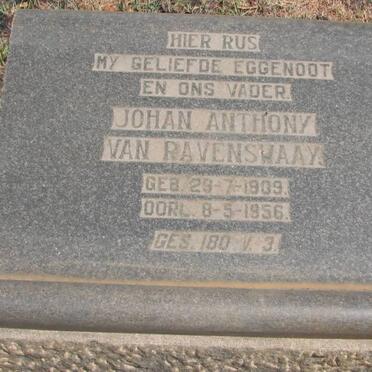 HIER RUS
MY GELIEFDE EGGENOOT
EN ONS VADER
JOHAN ANTHONY
VAN RAVENSWAAY
GEB. 29-7-1909.
OORL. 8-5-1956.
GES. 180 V. 3.